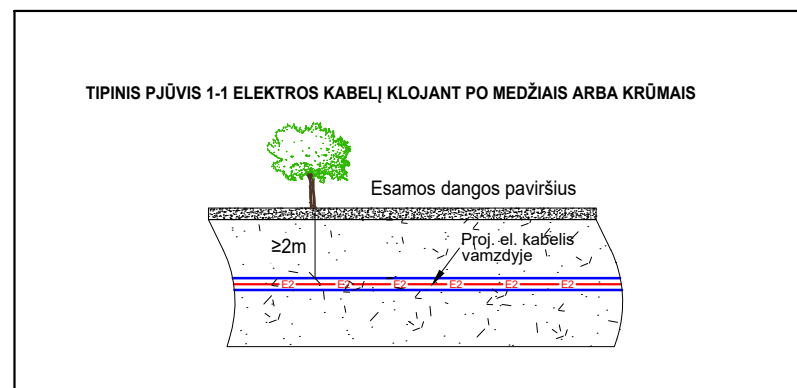 TIPINIS PJŪVIS 1-1 ELEKTROS KABELĮ KLOJANT PO MEDŽIAIS ARBA KRŪMAIS
Esamos dangos paviršius
≥2m
Proj. el. kabelis
vamzdyje
E2 E2 E2 E2 E2 E2